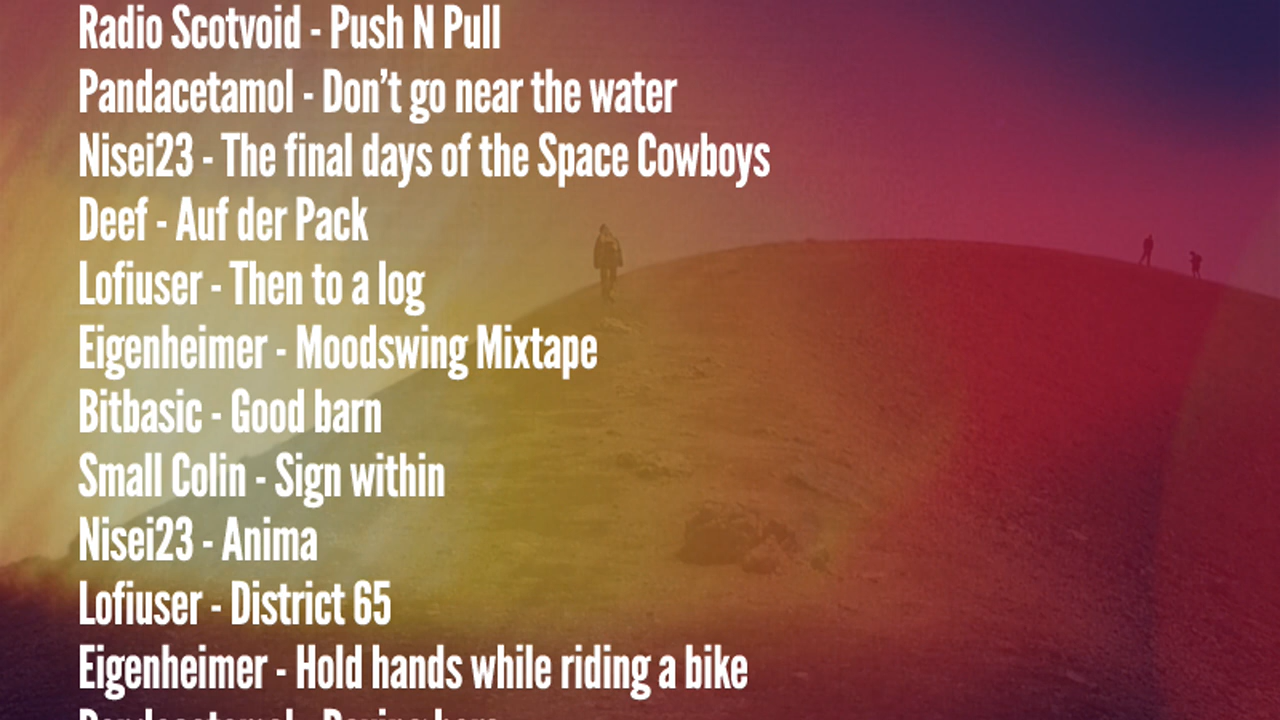 Radio Scotvoid - Push N Pull
Pandacetamol - Don’t go near the water
Nisei23 - The final days of the Space Cowboys
Deef - Auf der Pack
Lofiuser - Then to a log
Eigenheimer - Moodswing Mixtape
Bitbasic - Good barn
Small Colin - Sign within
Nisei23 - Anima
Lofiuser - District 65
Eigenheimer - Hold hands while riding a bike
Pandacetamol -